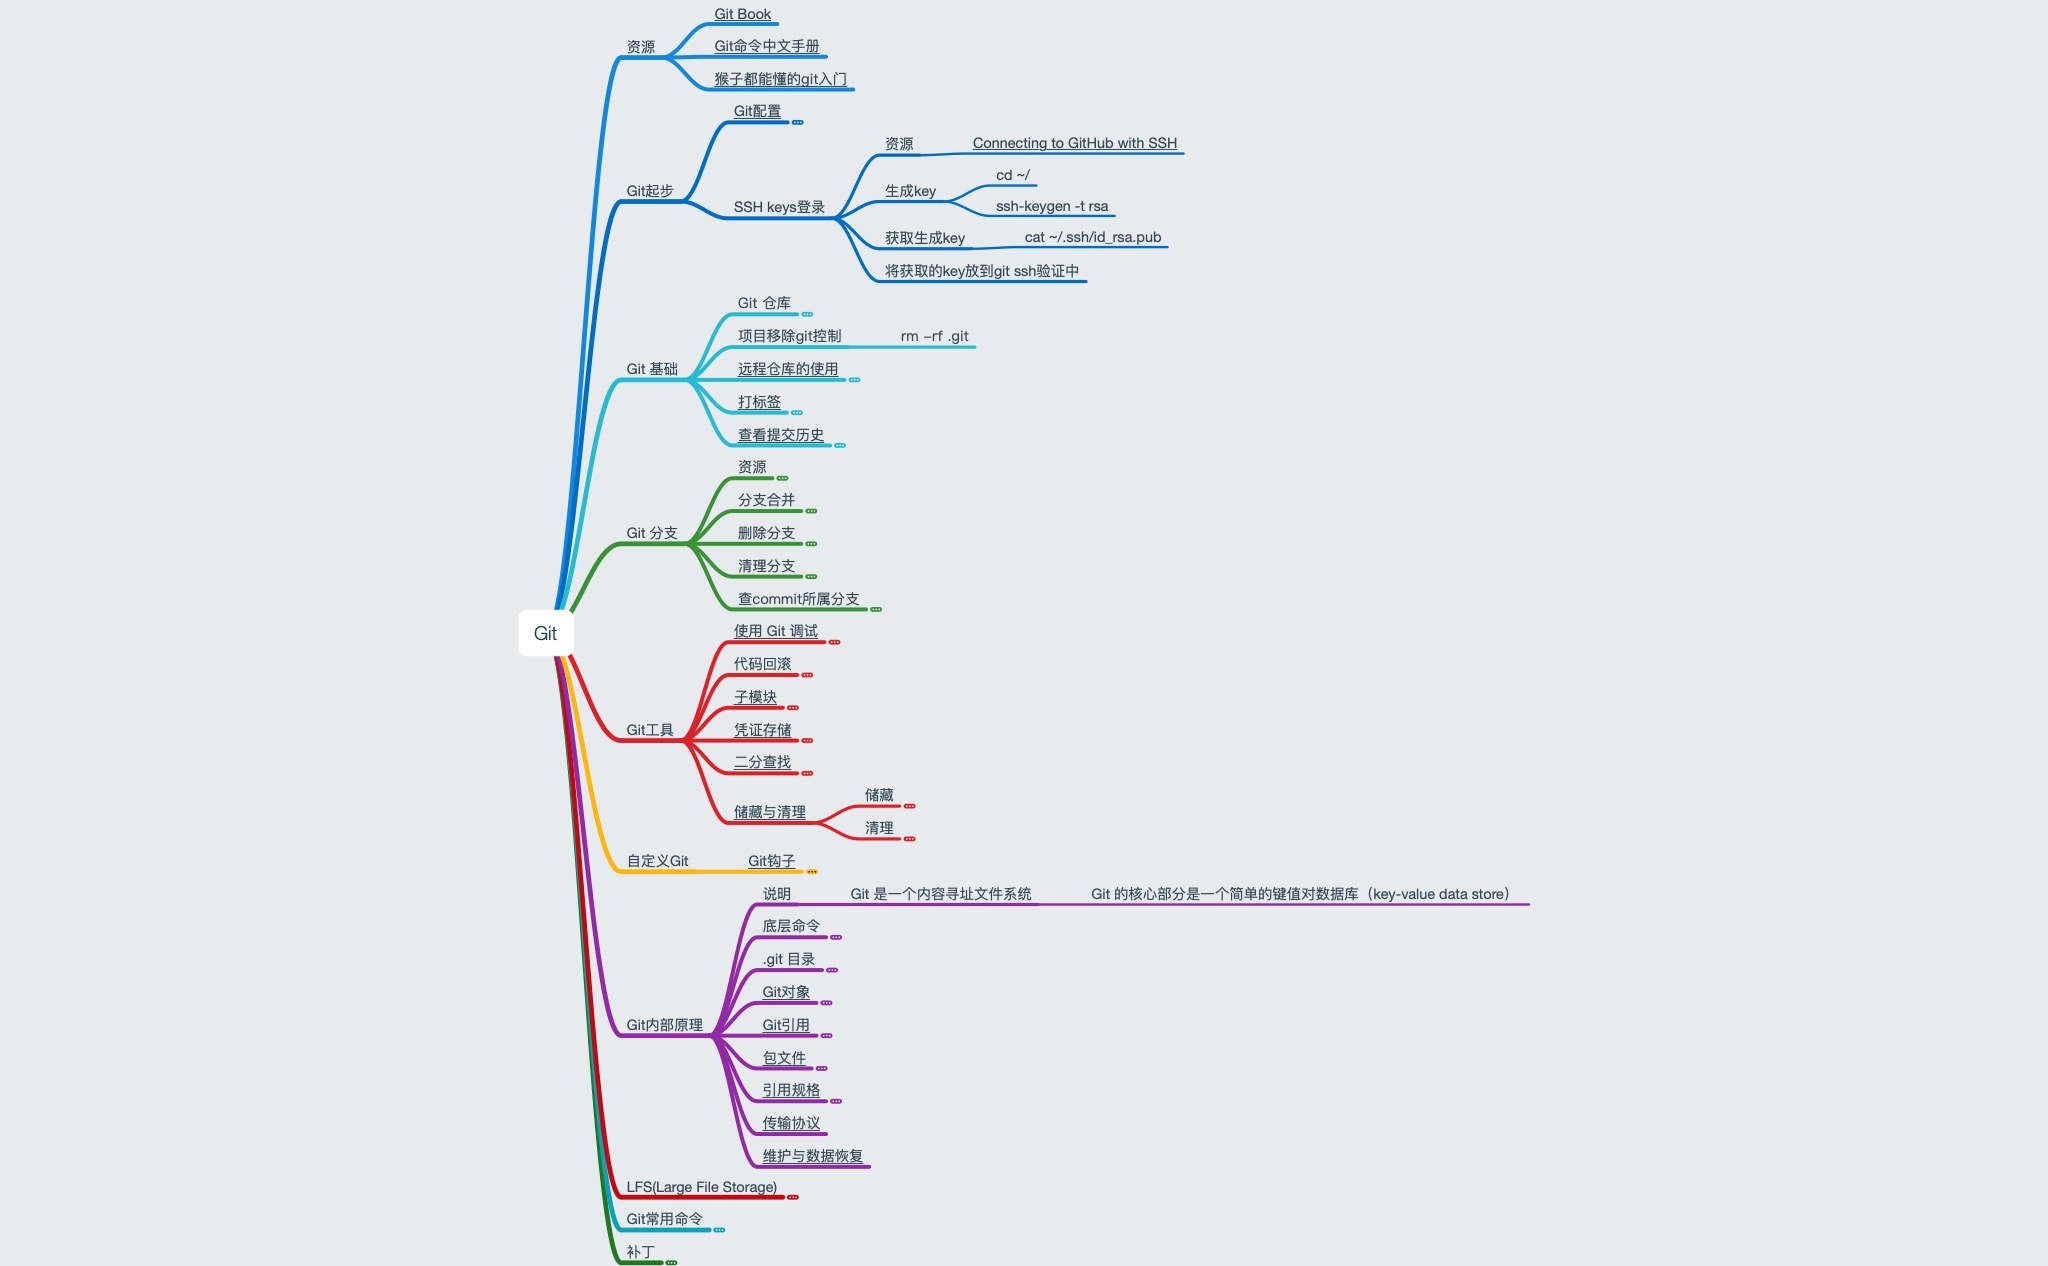 Git Book
资源
Git命令中文手册
猴子都能懂的git入门
Git配置
资源
Connecting to GitHub with SSH
cd ~/
Git起步
生成key
SSH keys登录
ssh-keygen -t rsa
获取生成key
cat ~/.ssh/id_rsa.pub
将获取的key放到git ssh验证中
Git 仓库
项目移除git控制
rm –rf .git
Git 基础
远程仓库的使用
打标签
查看提交历史
资源
分支合并
Git 分支
删除分支
清理分支
查commit所属分支
Git
使用 Git 调试
代码回滚
子模块
Git工具
凭证存储
二分查找
储藏与清理
储藏
清理
自定义Git
Git钩子
说明
Git 是一个内容寻址文件系统
Git 的核心部分是一个简单的键值对数据库（key-value data store）
底层命令
.git 目录
Git对象
Git内部原理
Git引用
包文件
引用规格
传输协议
维护与数据恢复
LFS(Large File Storage)
Git常用命令
补丁